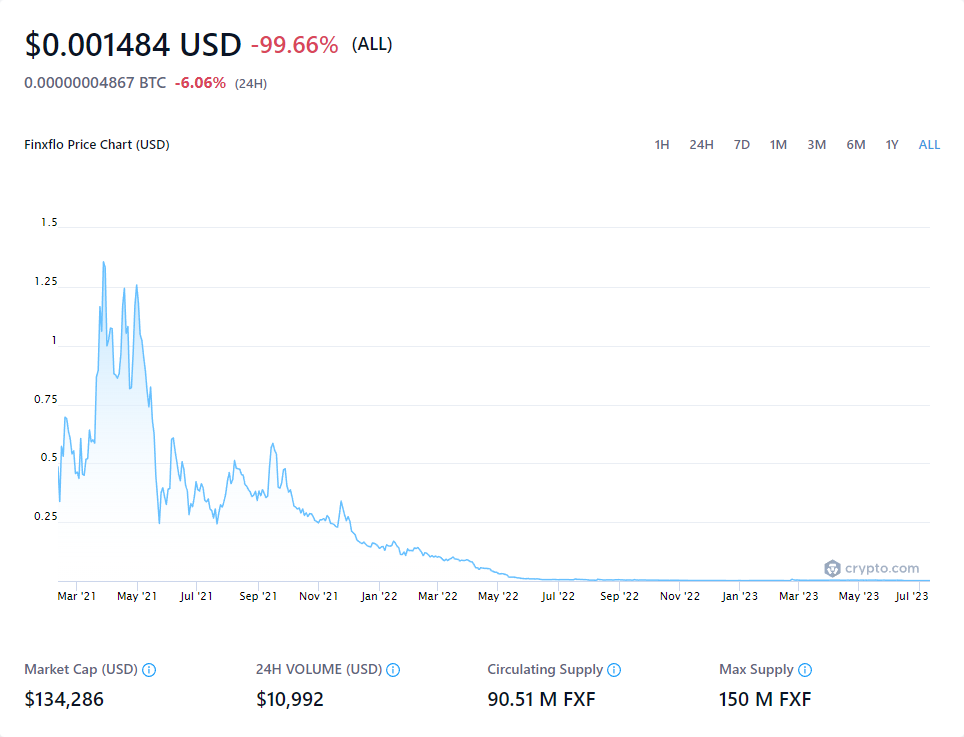 $0.001484 USD -99.66% (ALL)
0.00000004867 BTC -6.06% (24H)
Finxflo Price Chart (USD) 1H 24H 7D 1M 3M 6M 1Y ALL
1.5
1.25
1
0.75
0.5
0.25
crypto.com
Mar '21 May '21 Jul '21 Sep '21 Nov '21 Jan '22 Mar '22 May '22 Jul '22 Sep '22 Nov '22 Jan '23 Mar '23 May '23 Jul '23
Market Cap (USD) 24H VOLUME (USD) Circulating Supply Max Supply
$134,286 $10,992 90.51 M FXF 150 M FXF